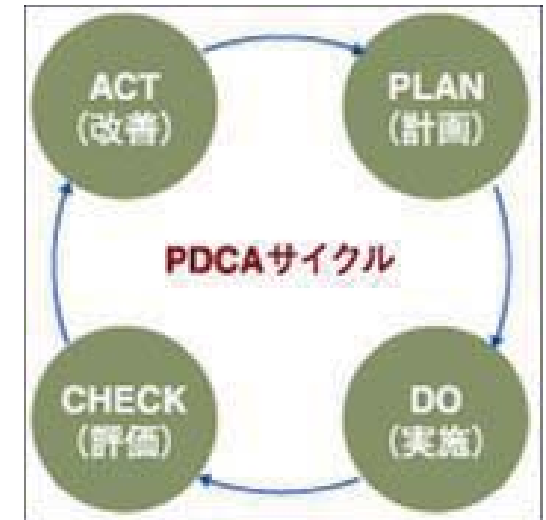 ACT
（改善）
PLAN
（計画）
PDCAサイクル
CHECK
（評価）
DO
（実施）